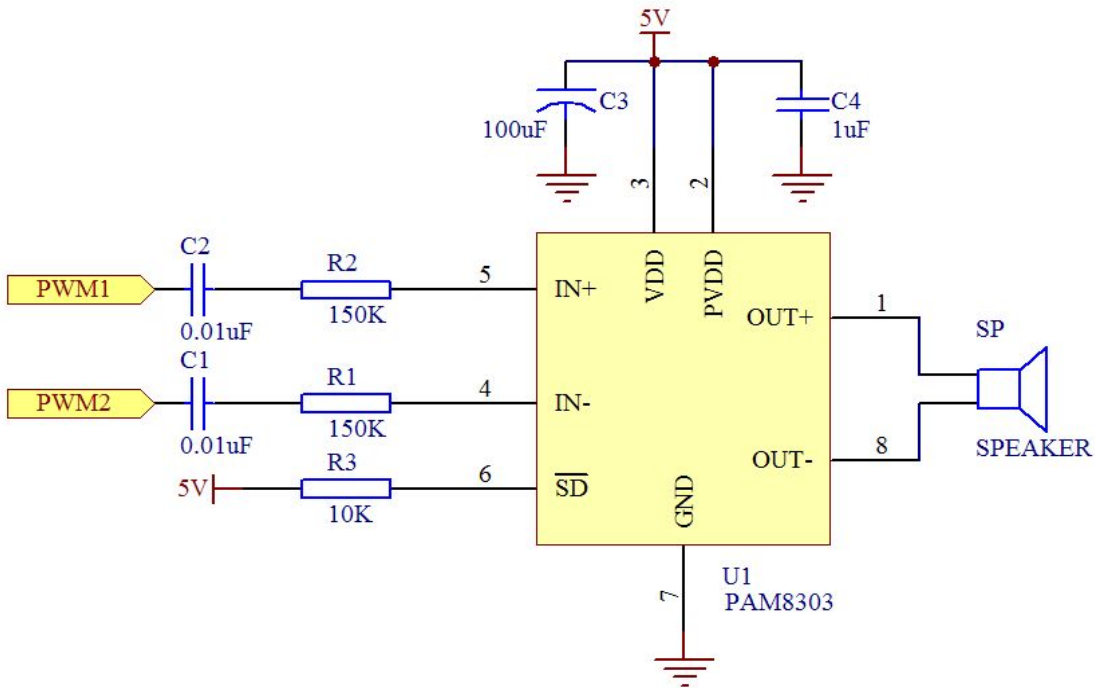 5V
C3
100uF
C4
1uF
3
2
C2
PWM1
0.01uF
R2
150K
5
IN+
VDD
PVDD
OUT+
1
SP
SPEAKER
C1
PWM2
0.01uF
R1
150K
4
IN-
OUT-
8
5V
R3
10K
6
SD
GND
7
U1
PAM8303